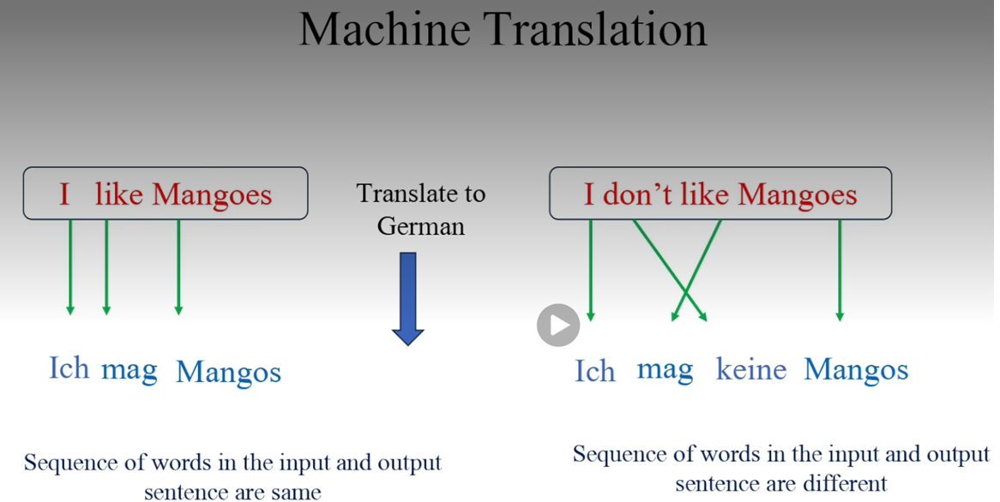 Machine Translation
I like Mangoes
Translate to
German
I don't like Mangoes
Ich mag Mangos
Ich mag keine Mangos
Sequence of words in the input and output
sentence are same
Sequence of words in the input and output
sentence are different